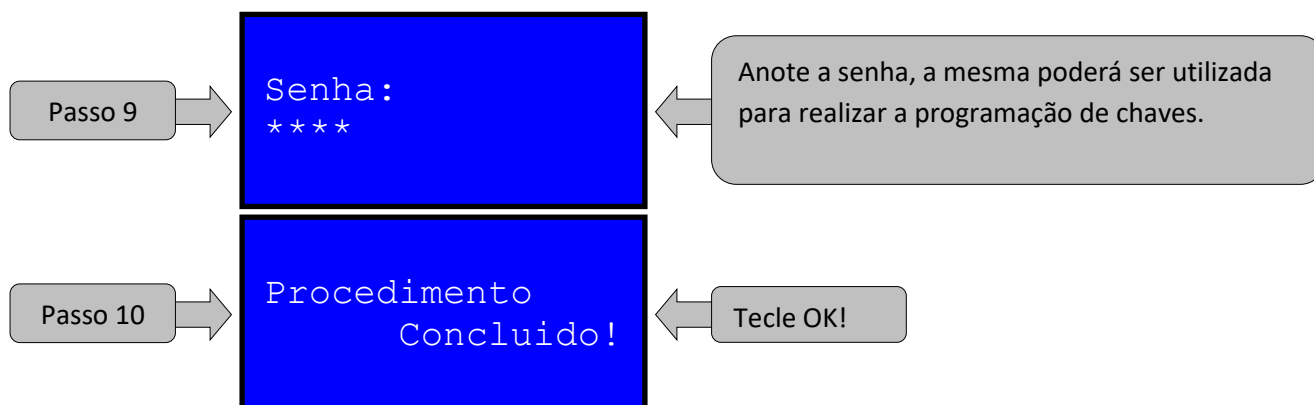 Passo 9
Senha:
****
Anote a senha, a mesma poderá ser utilizada
para realizar a programação de chaves.
Passo 10
Procedimento
Concluido!
Tecle OK!